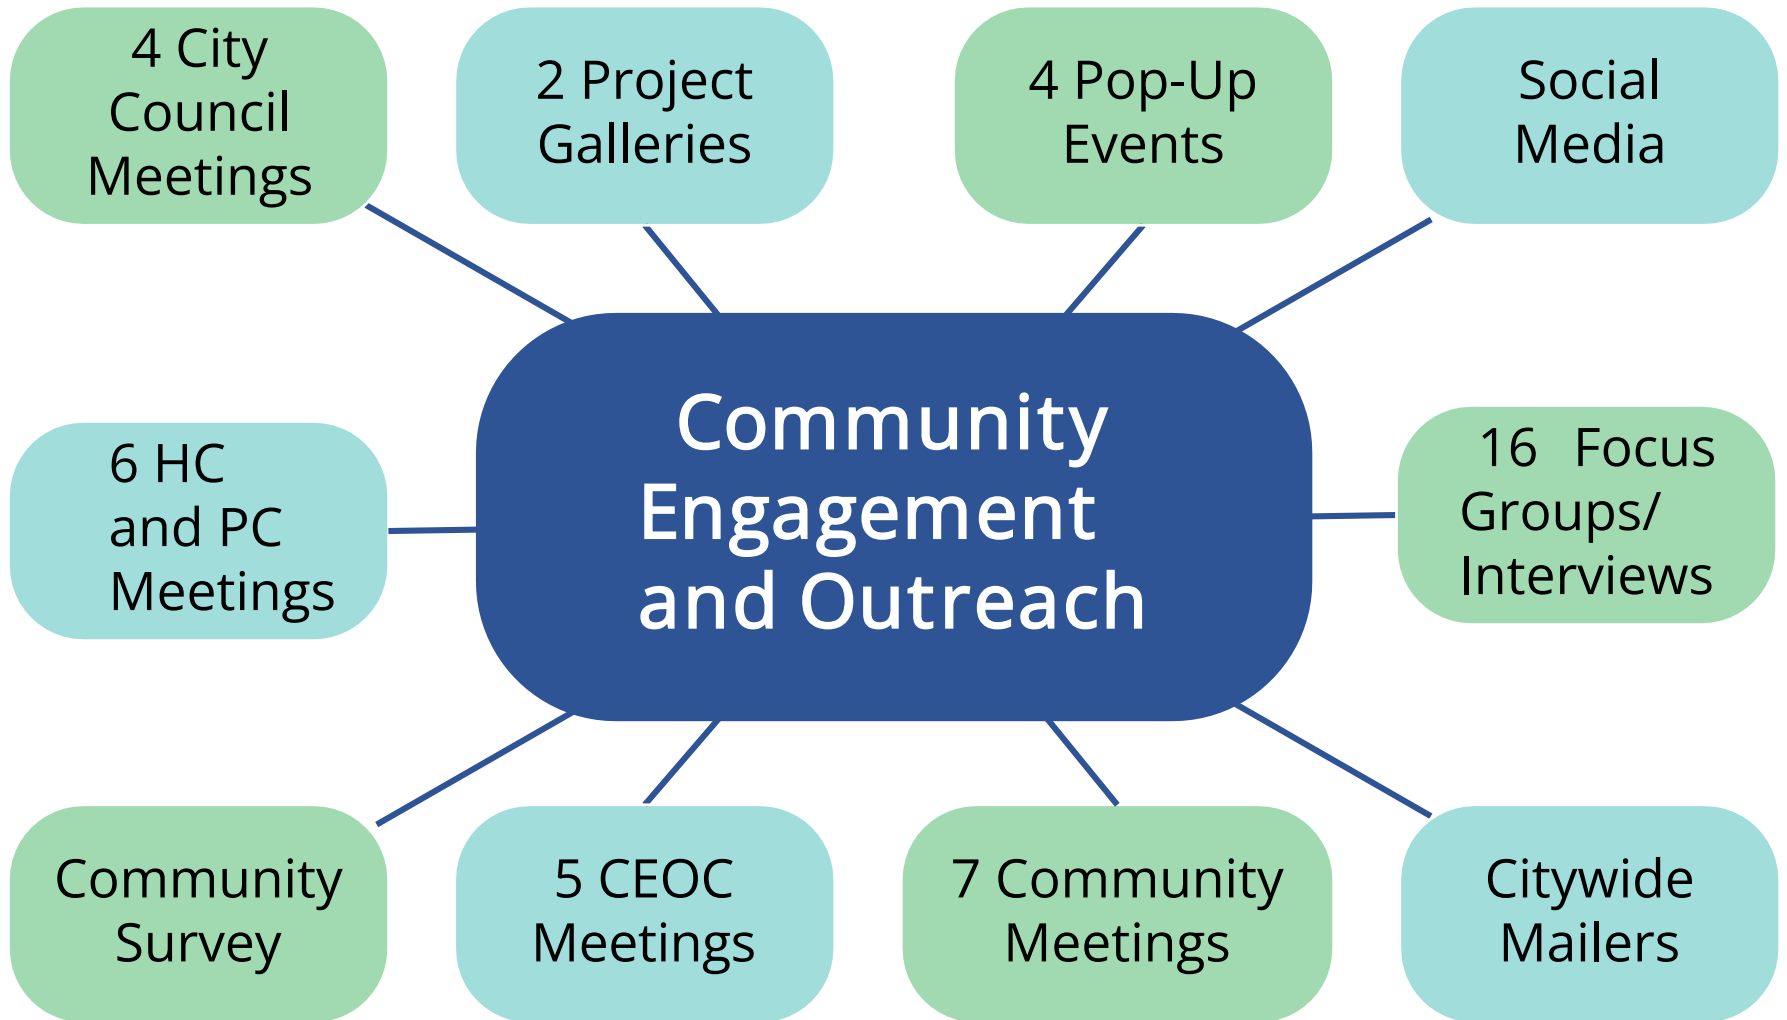 4 City
Council
Meetings
2 Project
Galleries
4 Pop-Up
Events
Social
Media
6 HC
and PC
Meetings
Community
Engagement
and Outreach
16 Focus
Groups/
Interviews
Community
Survey
5 CEOC
Meetings
7 Community
Meetings
Citywide
Mailers